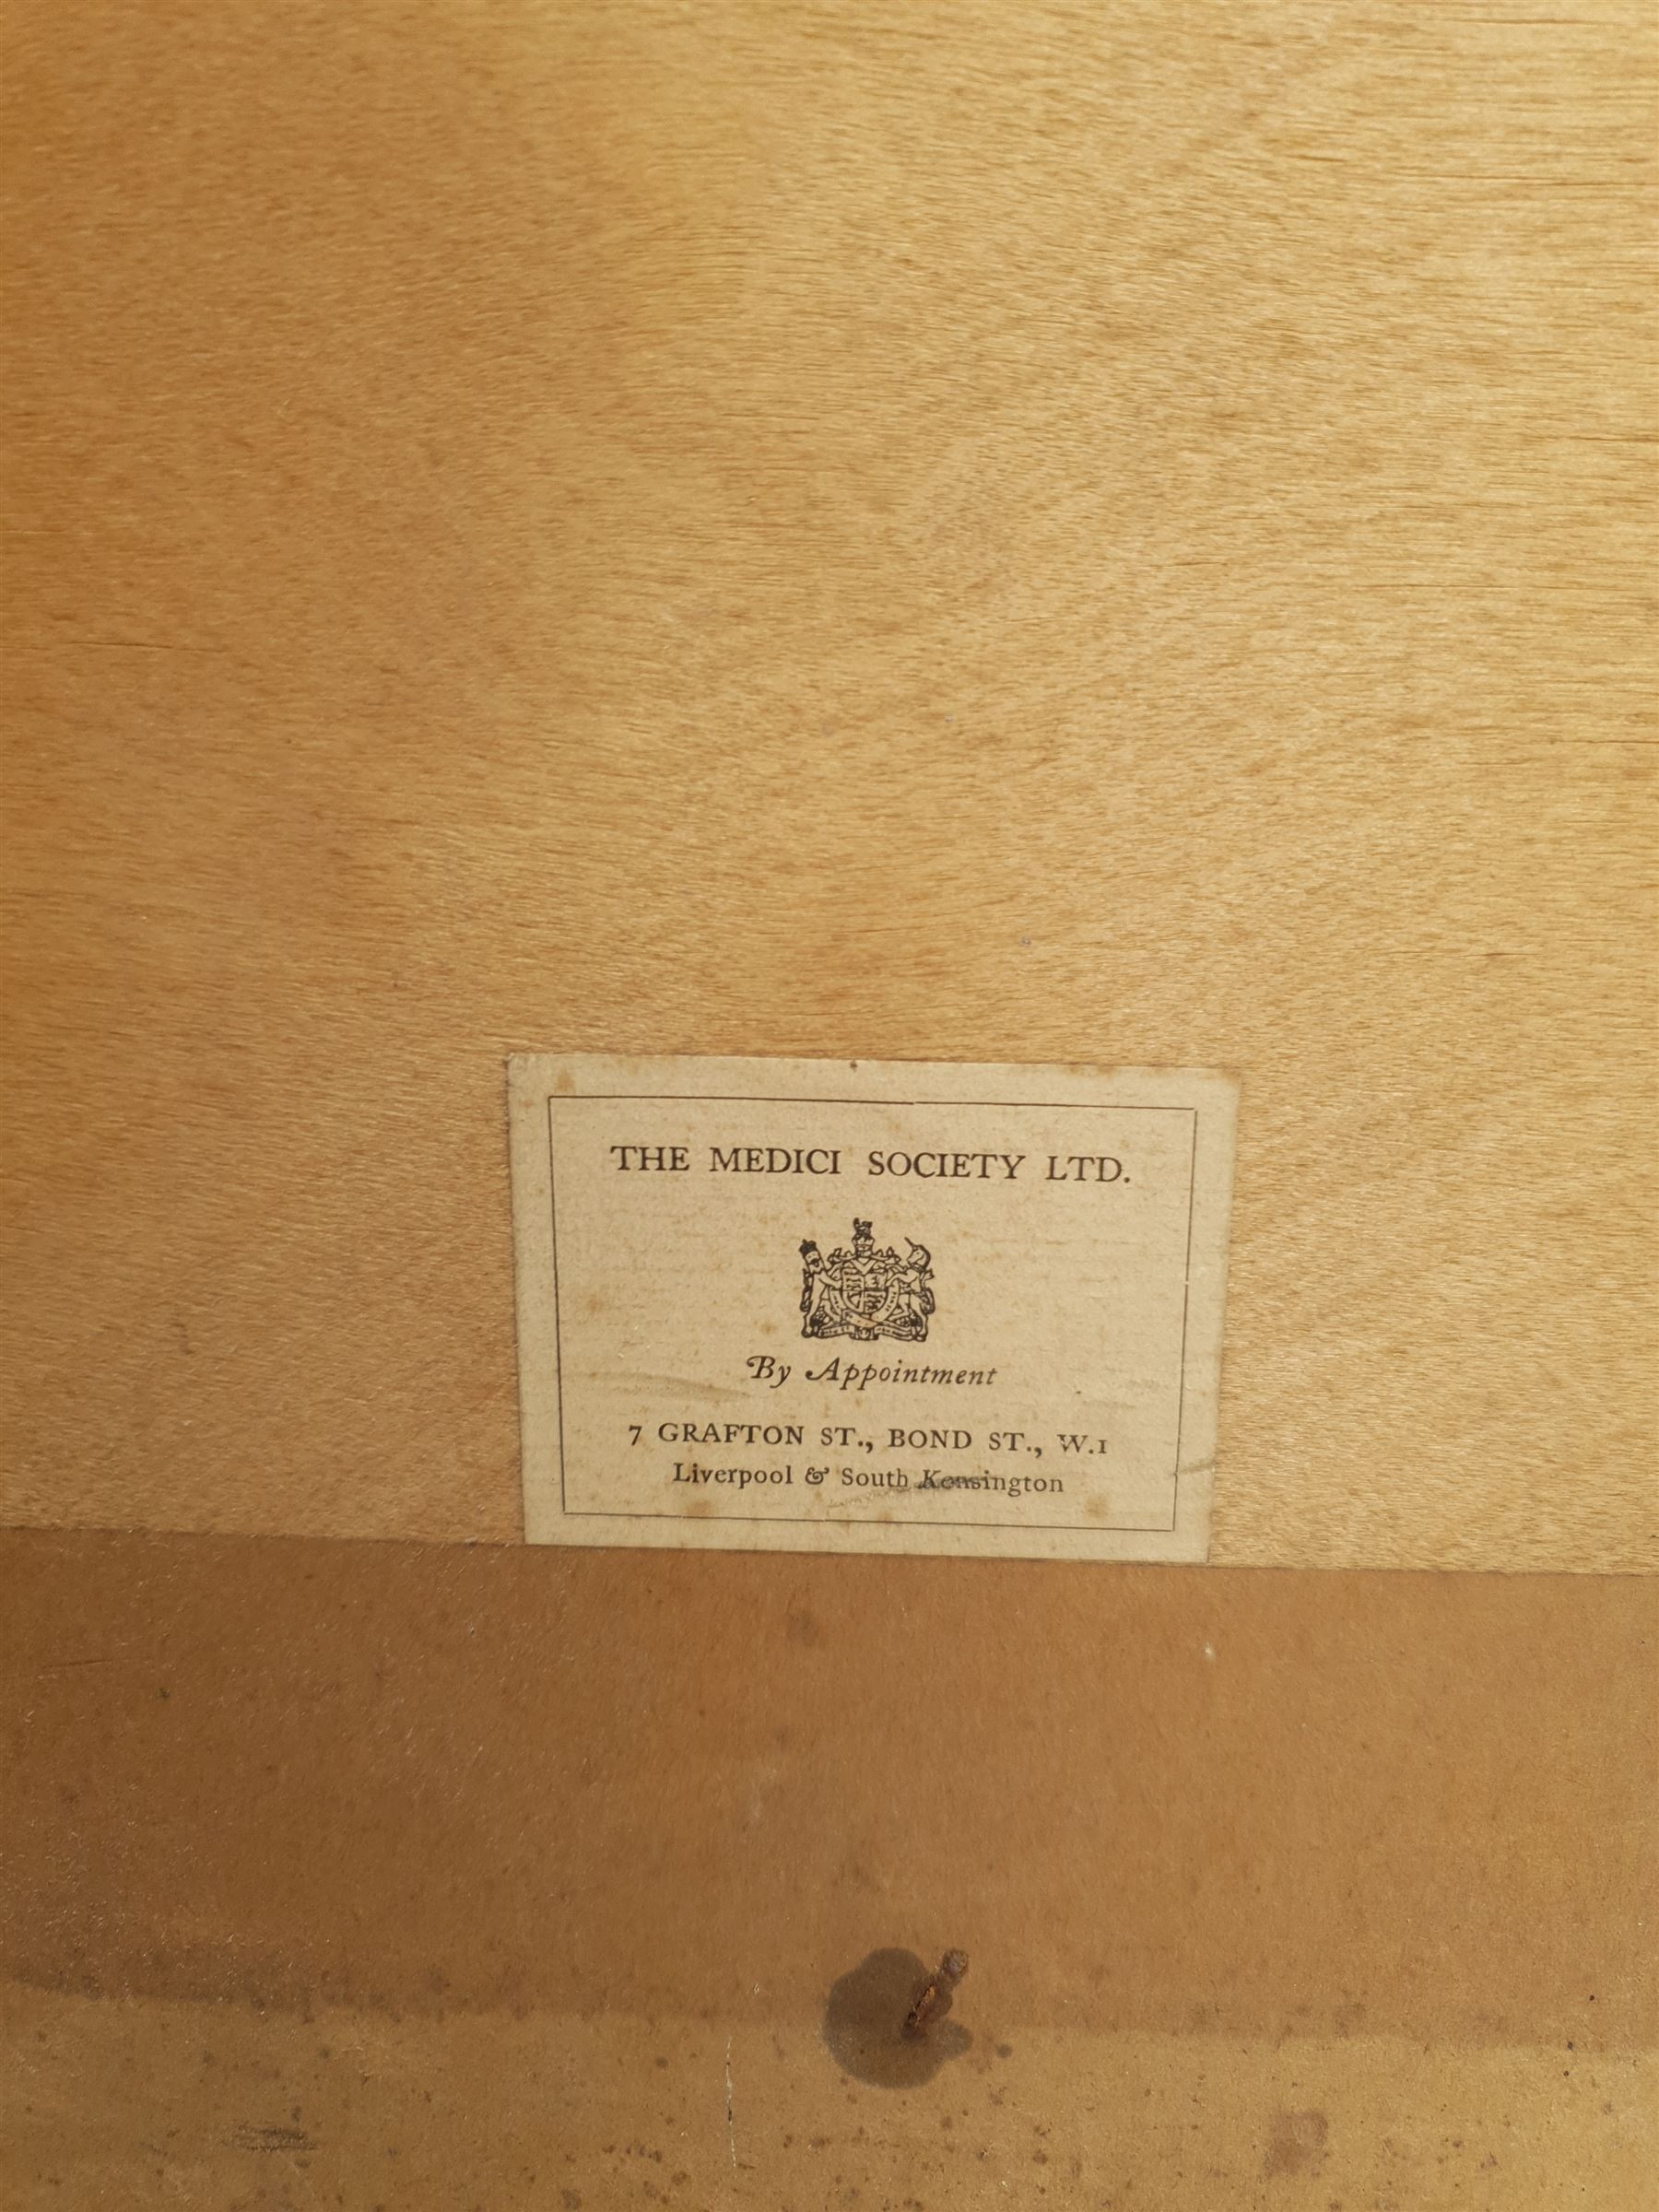 THE MEDICI SOCIETY LTD.
By Appointment
7 GRAFTON ST., BOND ST., W.1
Liverpool & South Kensington